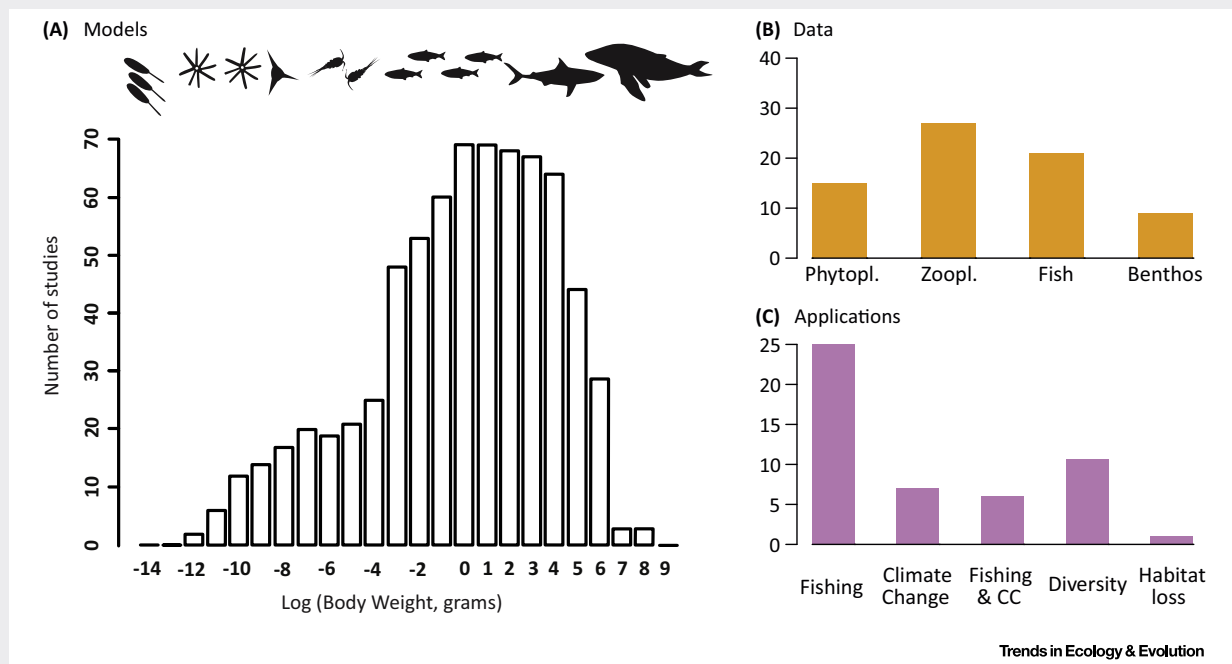 (A) Models
70
60
50
40
30
20
10
0
Number of studies
-14 -12 -10 -8 -6 -4 -2 0 1 2 3 4 5 6 7 8 9
Log (Body Weight, grams)
(B) Data
40
30
20
10
0
Phytopl. Zoopl. Fish Benthos
(C) Applications
25
20
15
10
5
0
Fishing Climate Change Fishing & CC Diversity Habitat loss
Trends in Ecology & Evolution